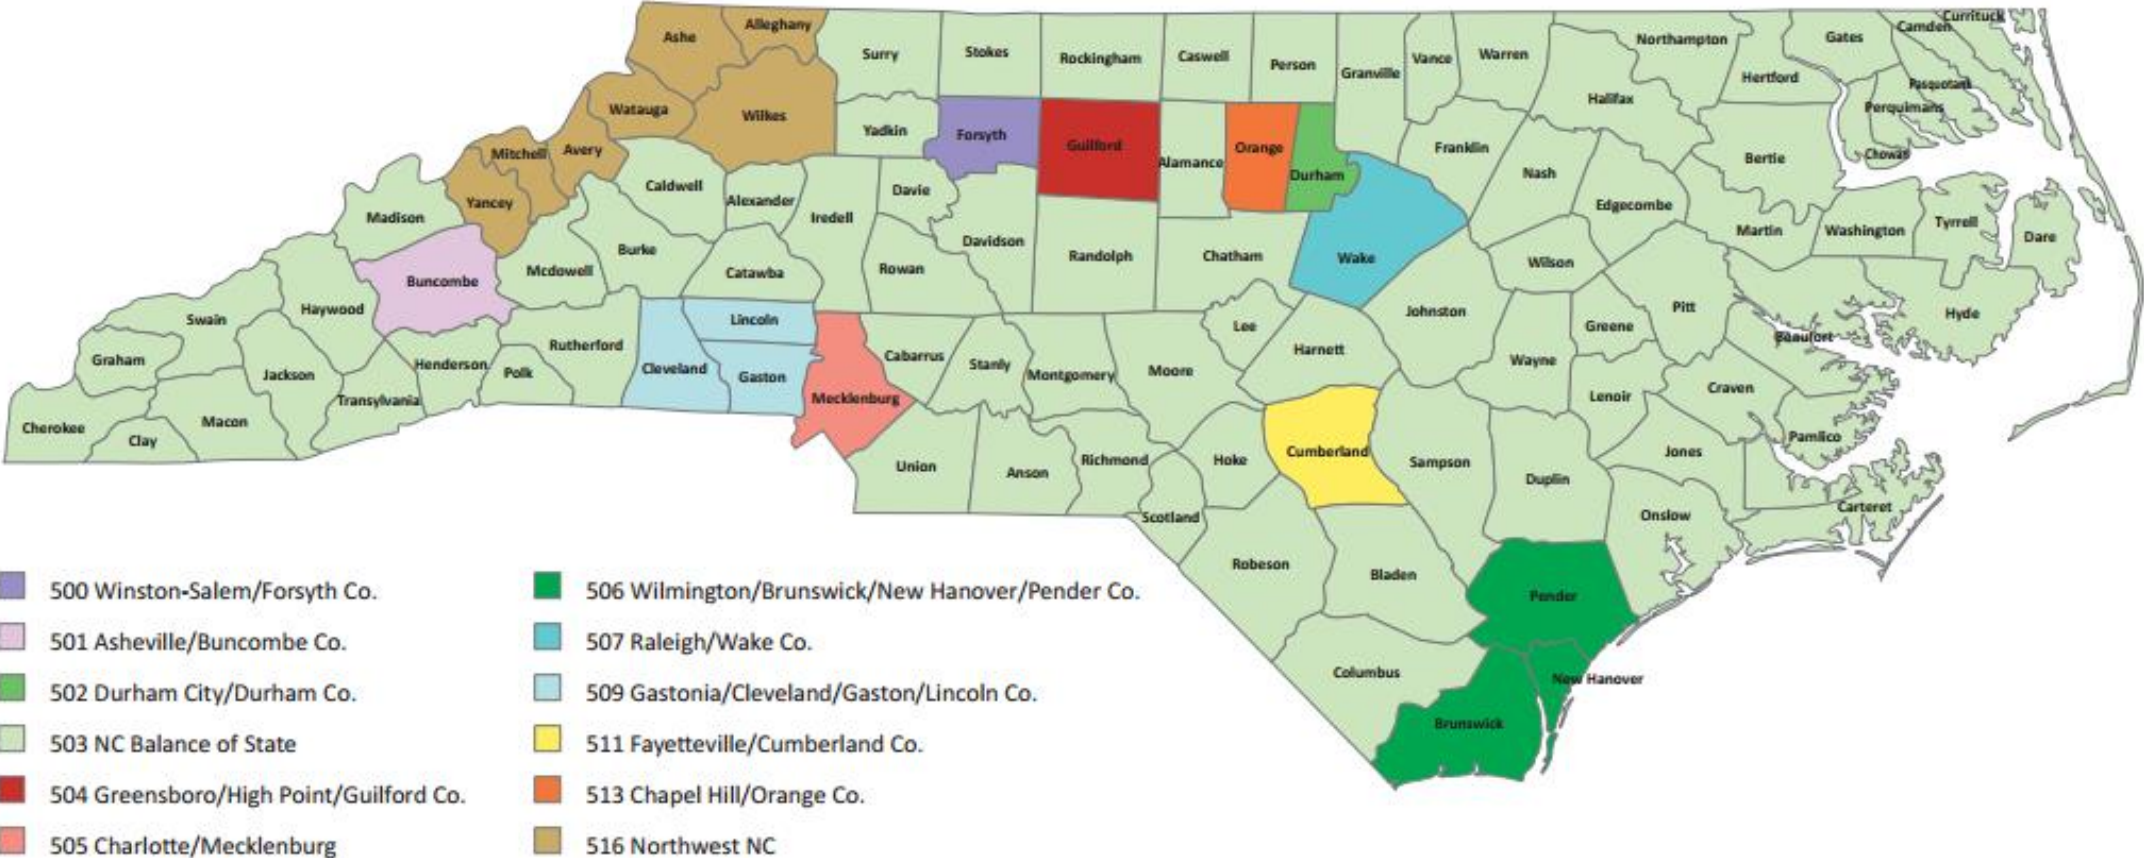 Currituck
Alleghany
Camden
Ashe
Gates
Northampton
Surry
Stokes
Rockingham
Caswell
Person
Granville
Vance
Warren
Hertford
Pasquotank
Halifax
Perquimans
Watauga
Wilkes
Yadkin
Forsyth
Guilford
Orange
Franklin
Mitchell
Avery
Alamance
Durham
Chowan
Bertie
Nash
Caldwell
Davie
Alexander
Yancey
Edgecombe
Madison
Iredell
Tyrrell
Martin
Washington
Dare
Davidson
Burke
Randolph
Chatham
Wake
Wilson
Mcdowell
Catawba
Rowan
Buncombe
Haywood
Pitt
Johnston
Hyde
Swain
Lincoln
Lee
Greene
Beaufort
Rutherford
Harnett
Graham
Cabarrus
Wayne
Henderson
Polk
Cleveland
Stanly
Moore
Jackson
Gaston
Montgomery
Craven
Transylvania
Mecklenburg
Lenoir
Macon
Cherokee
Clay
Pamlico
Cumberland
Jones
Union
Anson
Richmond
Hoke
Sampson
Duplin
Scotland
Onslow
Carteret
Robeson
Bladen
Pender
Columbus
New Hanover
Brunswick
500 Winston-Salem/Forsyth Co.
501 Asheville/Buncombe Co.
502 Durham City/Durham Co.
503 NC Balance of State
504 Greensboro/High Point/Guilford Co.
505 Charlotte/Mecklenburg
506 Wilmington/Brunswick/New Hanover/Pender Co.
507 Raleigh/Wake Co.
509 Gastonia/Cleveland/Gaston/Lincoln Co.
511 Fayetteville/Cumberland Co.
513 Chapel Hill/Orange Co.
516 Northwest NC